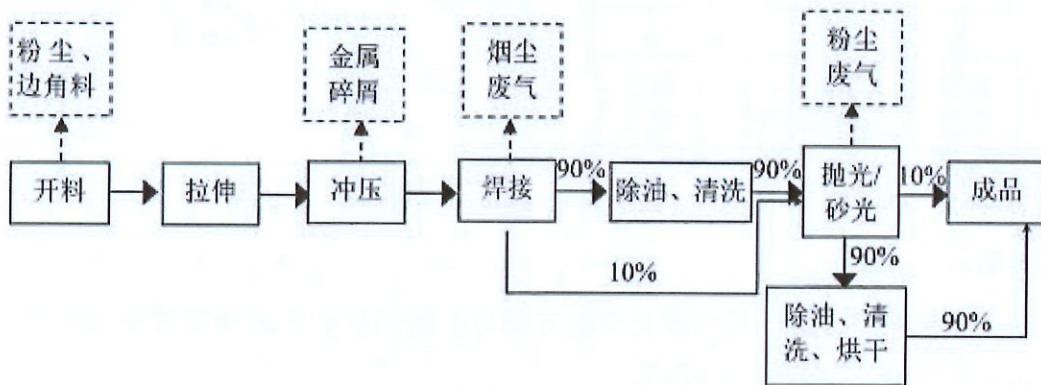 粉尘、
边角料
金属
碎屑
烟尘
废气
粉尘
废气
开料
拉伸
冲压
焊接
90%
除油、清洗
90%
抛光/
砂光
10%
成品
10%
90%
除油、清
洗、烘干
90%